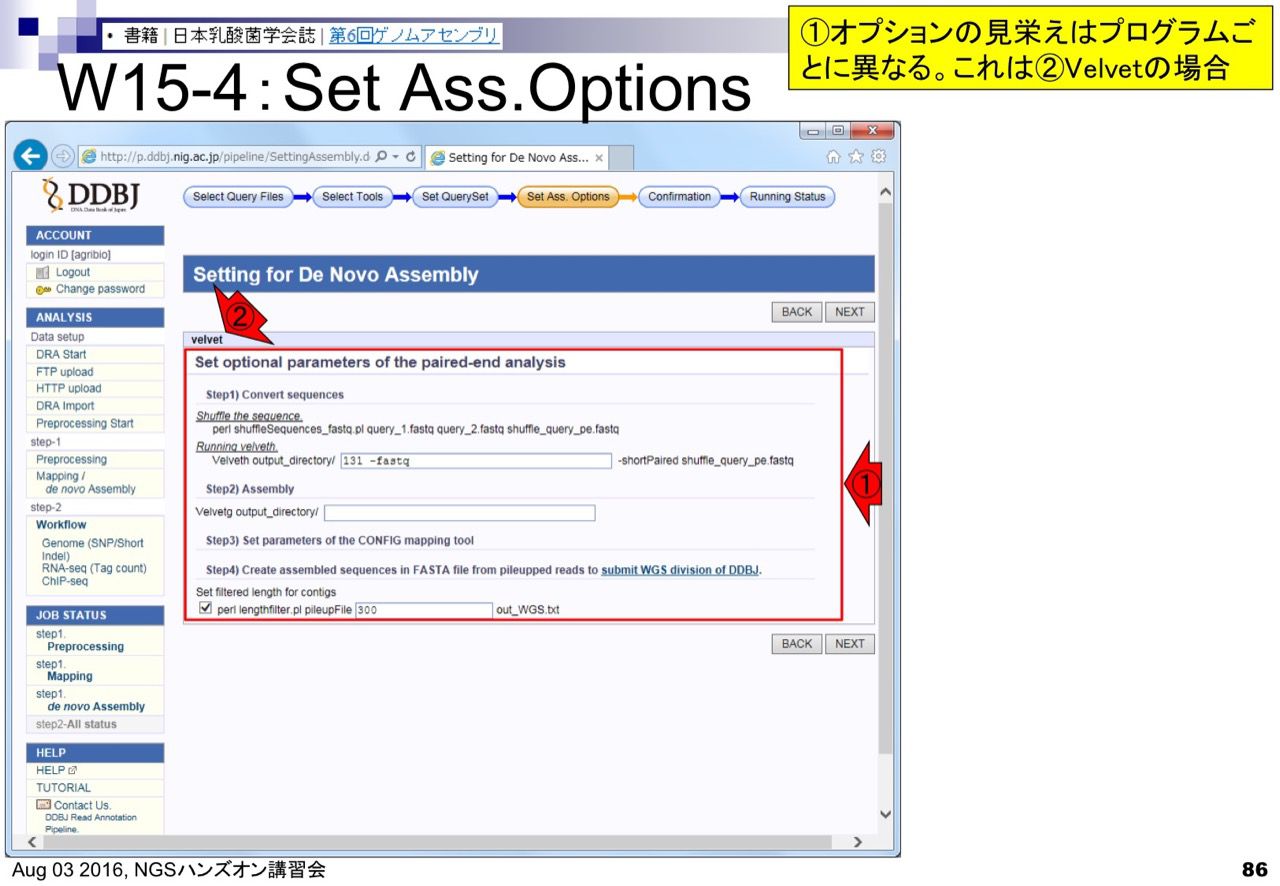 • 書籍 | 日本乳酸菌学会誌 | 第6回ゲノムアセンブリ
①オプションの見栄えはプログラムご
とに異なる。これは②Velvetの場合
W15-4：Set Ass.Options
http://p.ddbj.nig.ac.jp/pipeline/SettingAssembly.d
Setting for De Novo Ass...
DDBJ
DNA Data Bank of Japan
Select Query Files
Select Tools
Set QuerySet
Set Ass. Options
Confirmation
Running Status
ACCOUNT
login ID [agribio]
Logout
Change password
ANALYSIS
Data setup
DRA Start
FTP upload
HTTP upload
DRA Import
Preprocessing Start
step-1
Preprocessing
Mapping /
de novo Assembly
step-2
Workflow
Genome (SNP/Short
Indel)
RNA-seq (Tag count)
ChIP-seq
JOB STATUS
step1.
Preprocessing
step1.
Mapping
step1.
de novo Assembly
step2-All status
HELP
HELP
TUTORIAL
Contact Us.
DDBJ Read Annotation
Pipeline.
Setting for De Novo Assembly
②
BACK NEXT
velvet
Set optional parameters of the paired-end analysis
Step1) Convert sequences
Shuffle the sequence.
perl shuffleSequences_fastq.pl query_1.fastq query_2.fastq shuffle_query_pe.fastq
Running velveth.
Velveth output_directory/ 131 -fastq -shortPaired shuffle_query_pe.fastq
①
Step2) Assembly
Velvetg output_directory/
Step3) Set parameters of the CONFIG mapping tool
Step4) Create assembled sequences in FASTA file from pileupped reads to submit WGS division of DDBJ.
Set filtered length for contigs
perl lengthfilter.pl pileupFile 300 out_WGS.txt
BACK NEXT
Aug 03 2016, NGSハンズオン講習会
86